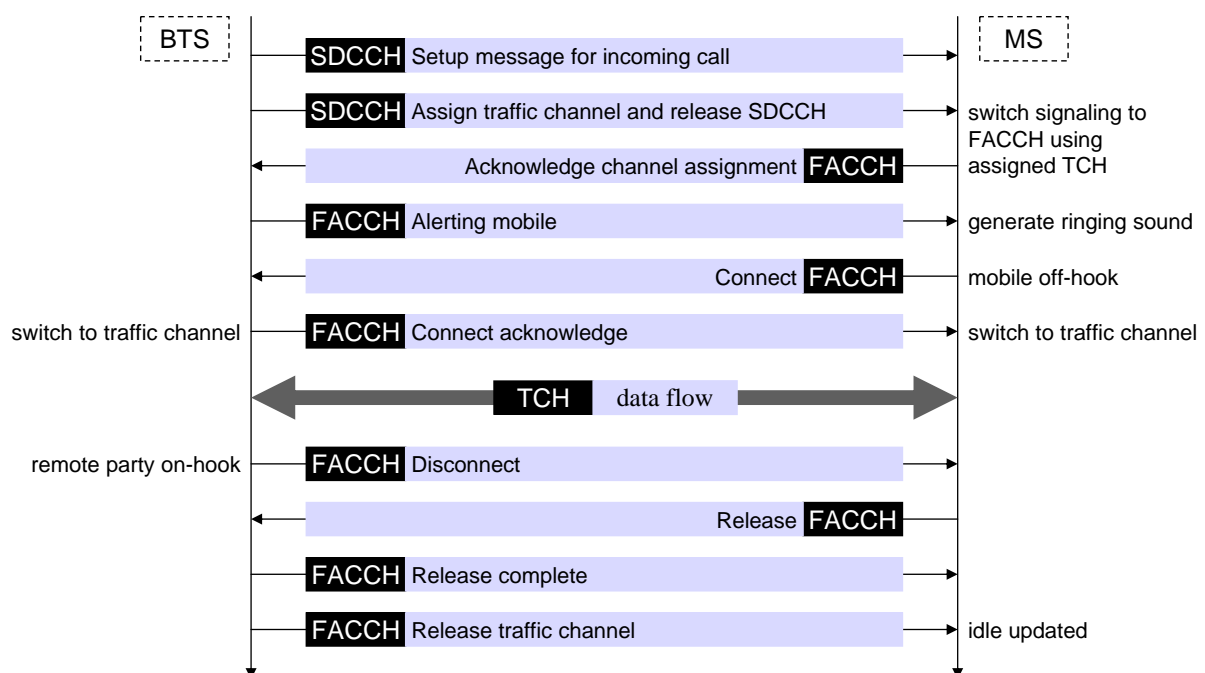 BTS
MS
SDCCH Setup message for incoming call
SDCCH Assign traffic channel and release SDCCH
switch signaling to
FACCH using
assigned TCH
Acknowledge channel assignment FACCH
FACCH Alerting mobile
generate ringing sound
Connect FACCH
mobile off-hook
switch to traffic channel
FACCH Connect acknowledge
switch to traffic channel
TCH data flow
remote party on-hook
FACCH Disconnect
Release FACCH
FACCH Release complete
FACCH Release traffic channel
idle updated